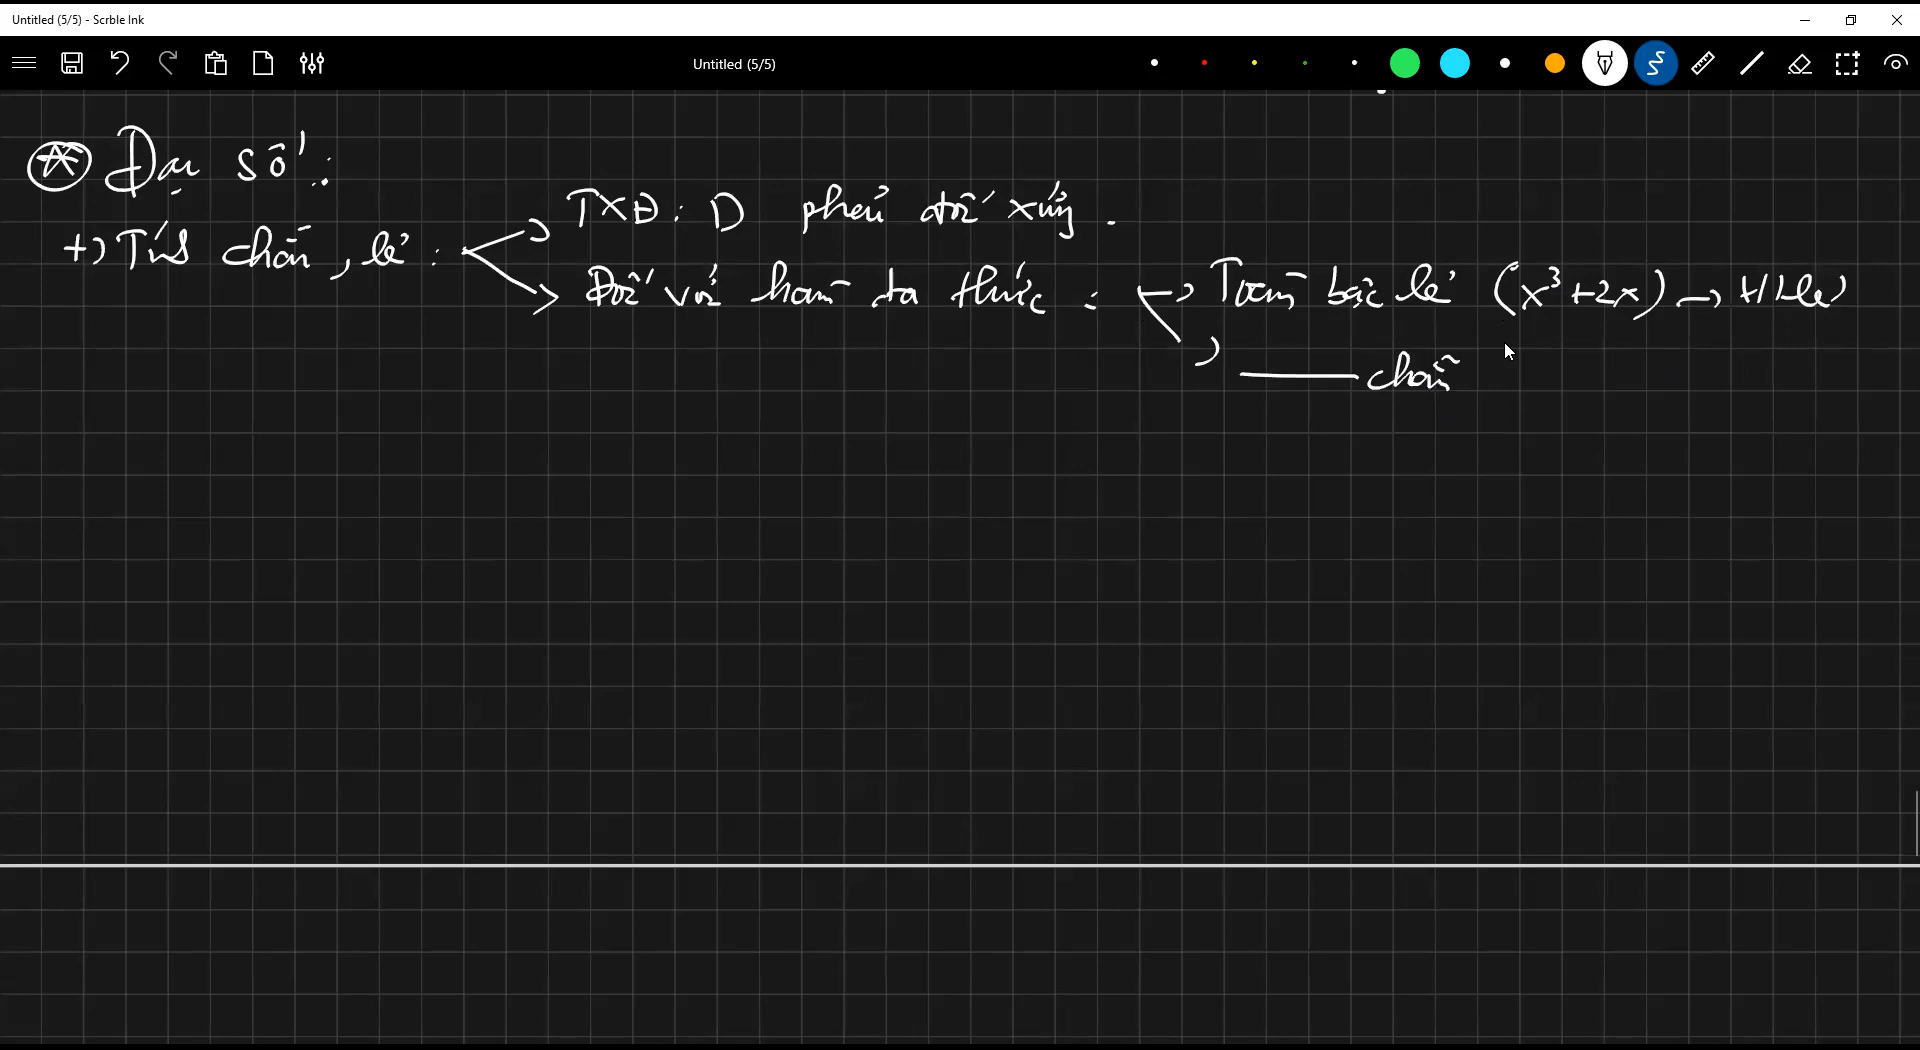 Untitled (5/5) - Scrble Ink
Untitled (5/5)
Đại số:
+) Tính chẵn, lẻ:
TXĐ: D phải đối xứng.
Đối với hàm đa thức:
Toàn bậc lẻ (x³+2x) → H/s lẻ
——— chẵn